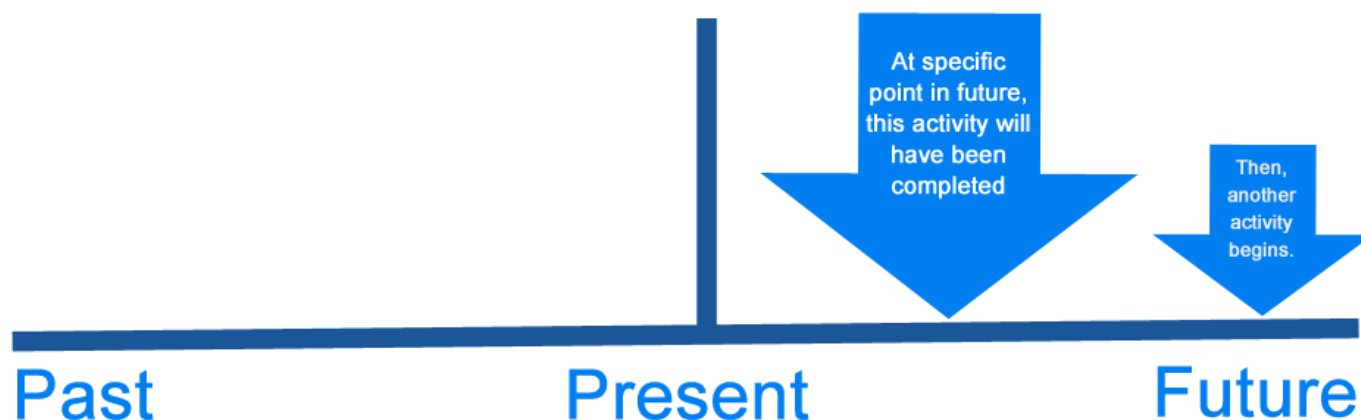 At specific
point in future,
this activity will
have been
completed
Then,
another
activity
begins.
Past
Present
Future